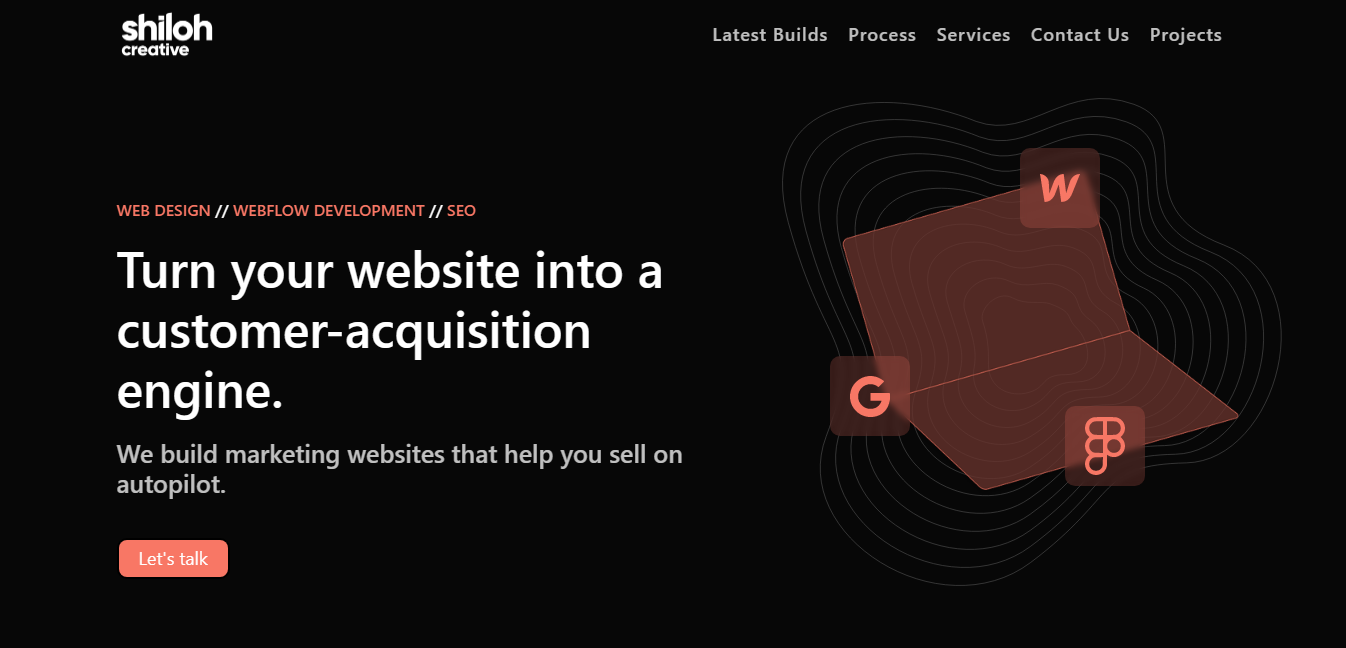 shiloh
creative
Latest Builds Process Services Contact Us Projects
WEB DESIGN // WEBFLOW DEVELOPMENT // SEO
Turn your website into a
customer-acquisition
engine.
We build marketing websites that help you sell on
autopilot.
Let's talk
W
G